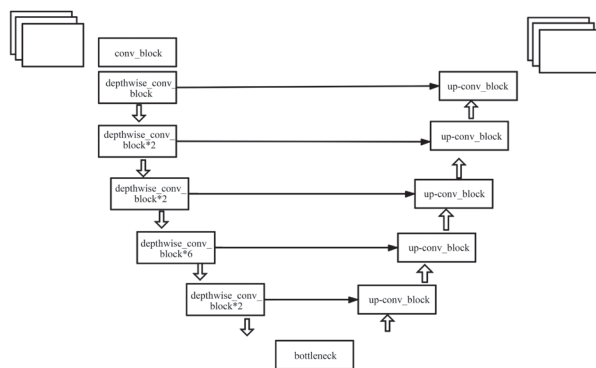 conv_block
depthwise_conv_
block
up-conv_block
depthwise_conv_
block*2
up-conv_block
depthwise_conv_
block*2
up-conv_block
depthwise_conv_
block*6
up-conv_block
depthwise_conv_
block*2
up-conv_block
bottleneck